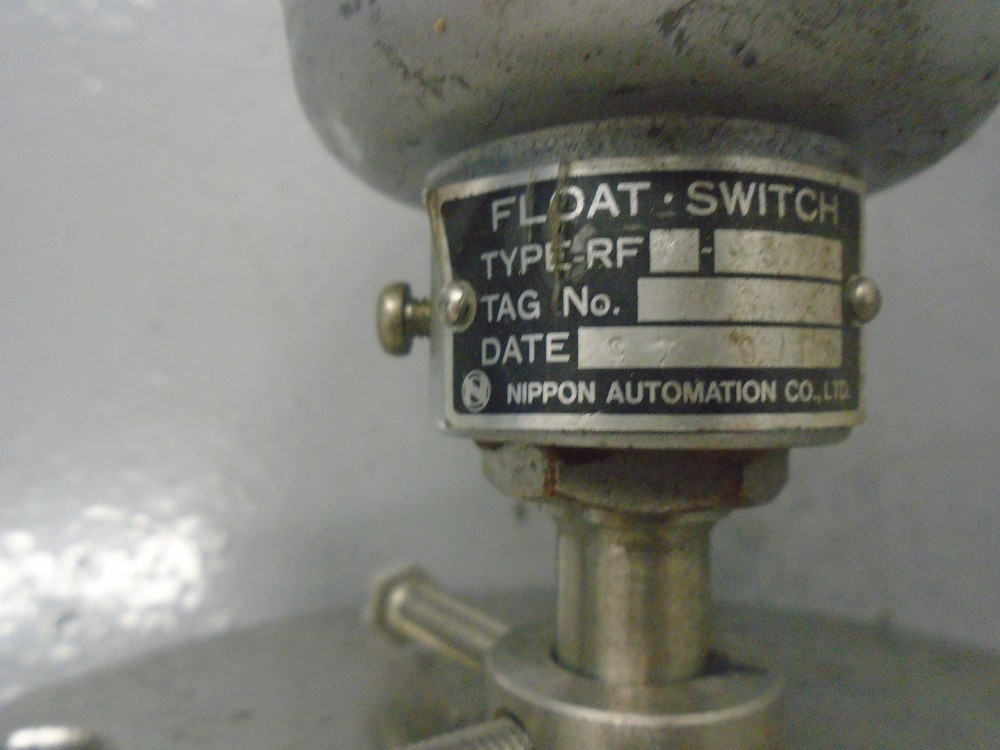 FLOAT · SWITCH
TYPE-RF -
TAG No.
DATE
N NIPPON AUTOMATION CO., LTD.